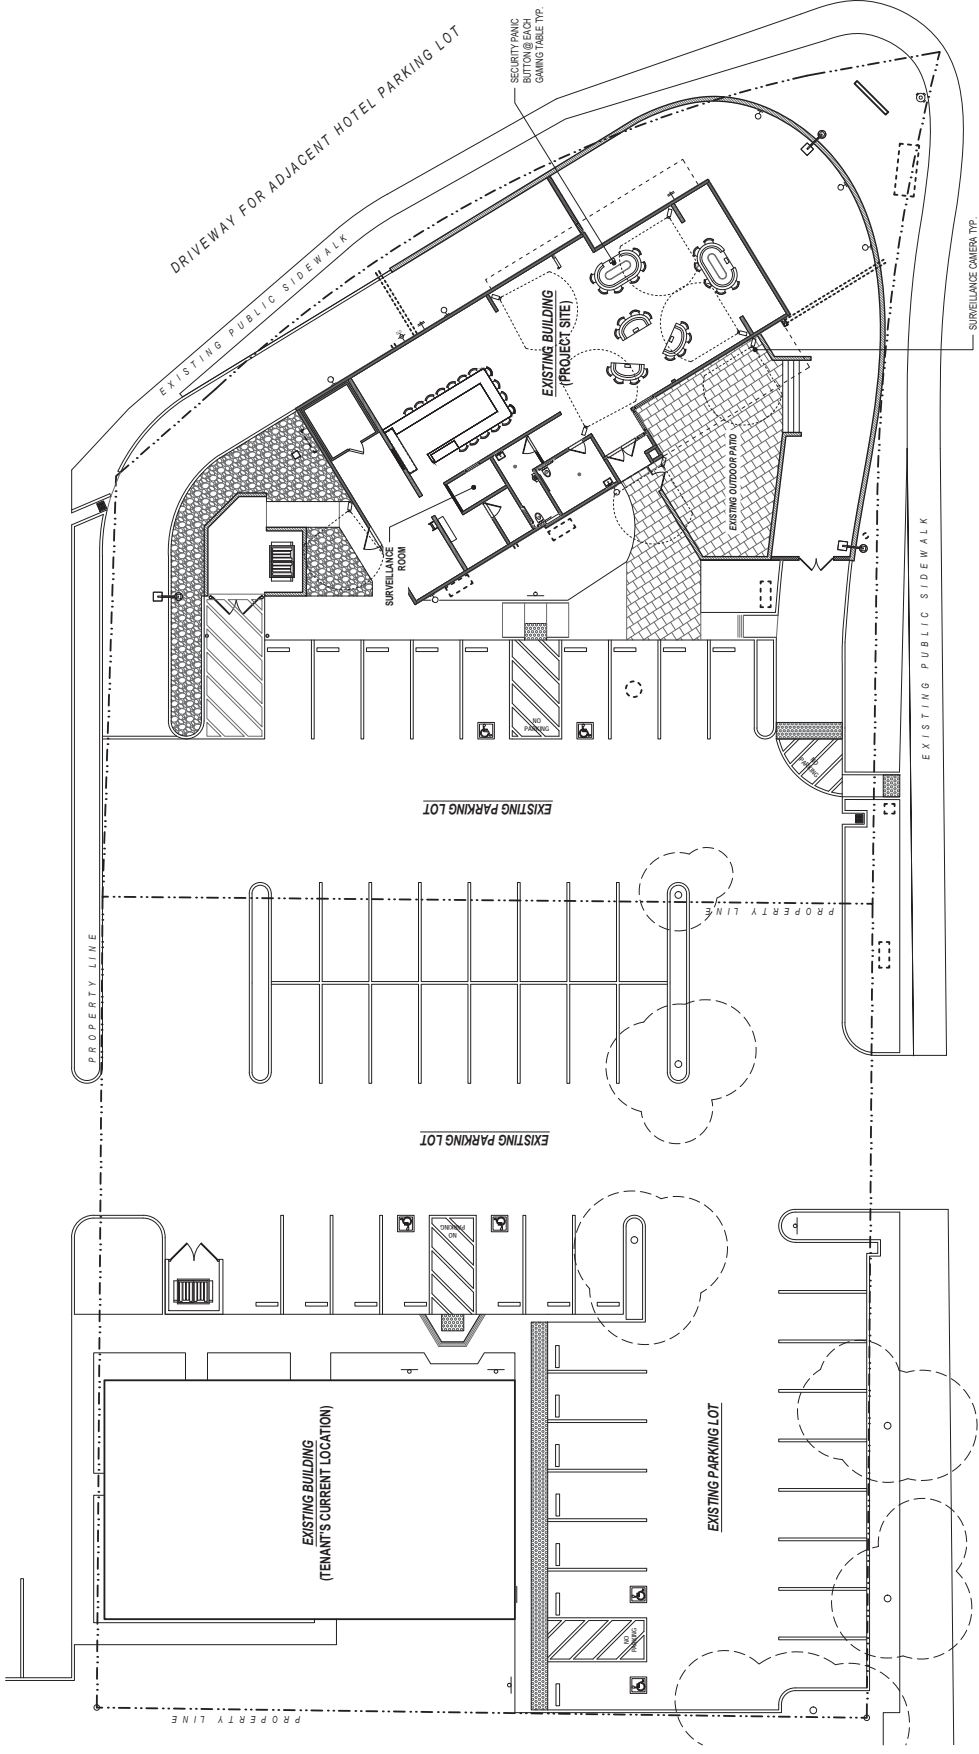 DRIVEWAY FOR ADJACENT HOTEL PARKING LOT
SECURITY PANIC
BUTTON @ EACH
GAMING TABLE TYP.
EXISTING PUBLIC SIDEWALK
EXISTING BUILDING
(PROJECT SITE)
SURVEILLANCE CAMERA TYP.
EXISTING OUTDOOR PATIO
SURVEILLANCE
ROOM
EXISTING PUBLIC SIDEWALK
NO
PARKING
NO
PARKING
EXISTING PARKING LOT
PROPERTY LINE
PROPERTY LINE
EXISTING PARKING LOT
NO
PARKING
EXISTING BUILDING
(TENANT'S CURRENT LOCATION)
EXISTING PARKING LOT
NO
PARKING
PROPERTY LINE